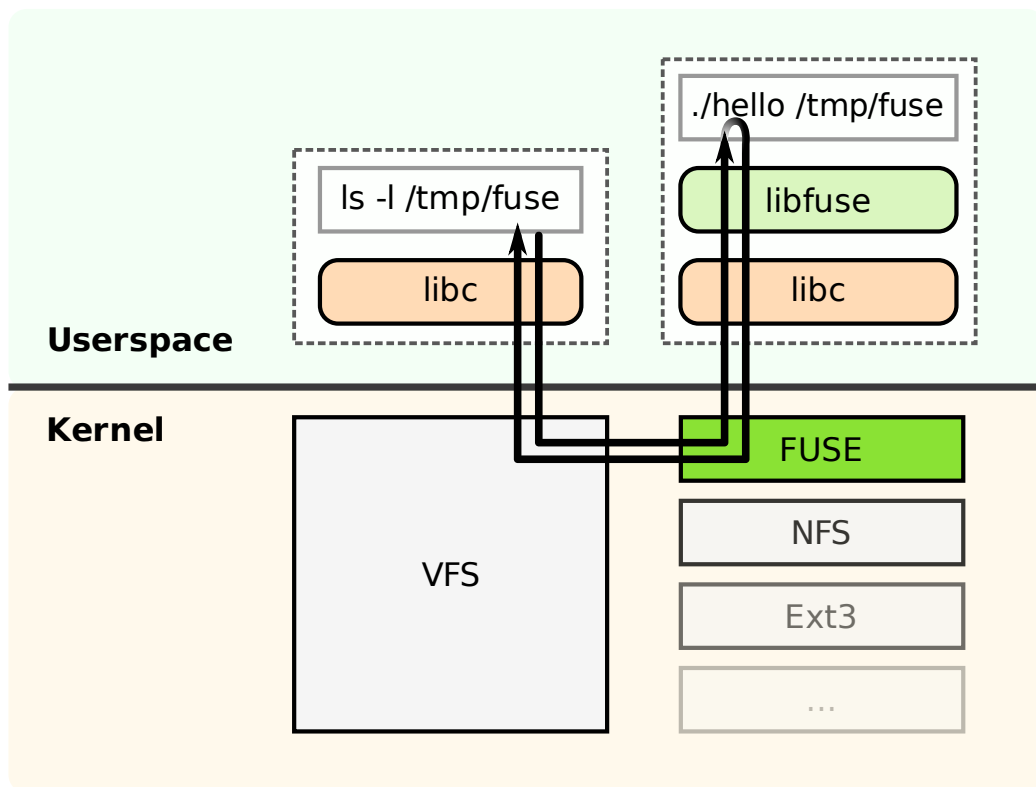 ./hello /tmp/fuse
ls -l /tmp/fuse
libfuse
libc
libc
Userspace
Kernel
FUSE
NFS
VFS
Ext3
...